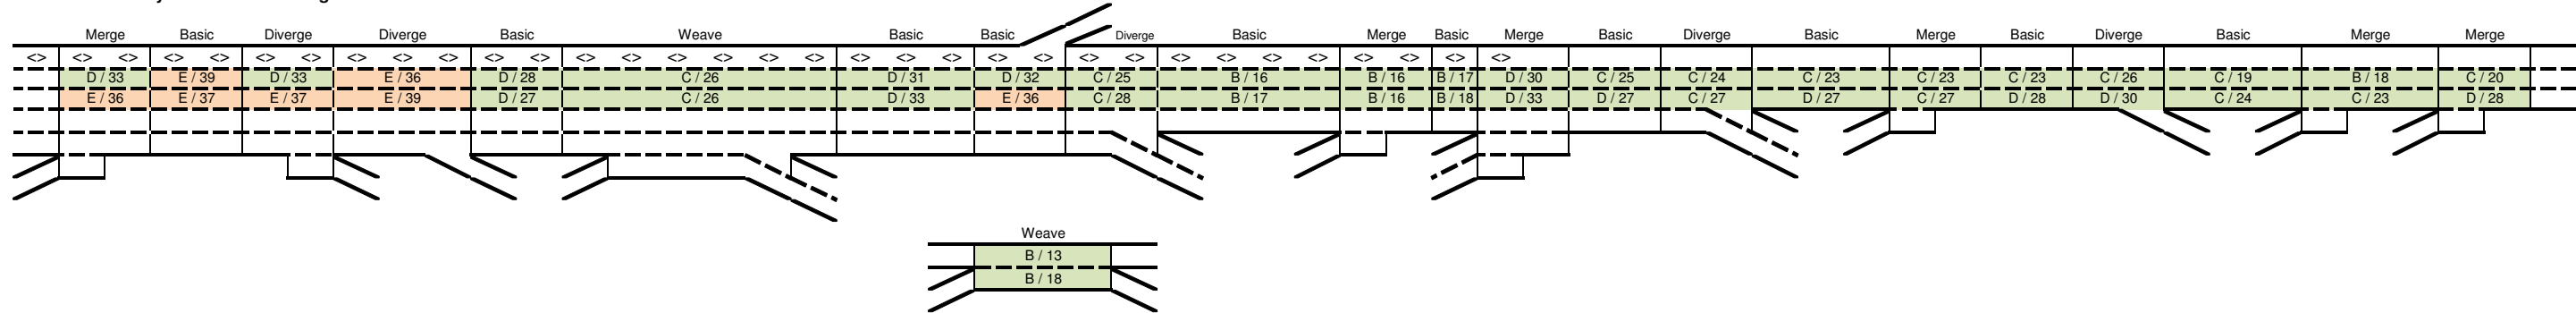 Merge Basic Diverge Diverge Basic Weave Basic Basic Diverge Basic Merge Basic Merge Basic Diverge Basic Merge Basic Diverge Basic Merge Merge
<> <> <> <> <> <> <> <> <> <> <> <> <> <> <> <> <> <> <> <> <> <> <> <> <> <> <> <> <> <> <> <> <>
D / 33 E / 39 D / 33 E / 36 D / 28 C / 26 D / 31 D / 32 C / 25 B / 16 B / 16 B / 17 D / 30 C / 25 C / 24 C / 23 C / 23 C / 23 C / 26 C / 19 B / 18 C / 20
E / 36 E / 37 E / 37 E / 39 D / 27 C / 26 D / 33 E / 36 C / 28 B / 17 B / 16 B / 18 D / 33 D / 27 C / 27 D / 27 C / 27 D / 28 D / 30 C / 24 C / 23 D / 28
Weave
B / 13
B / 18